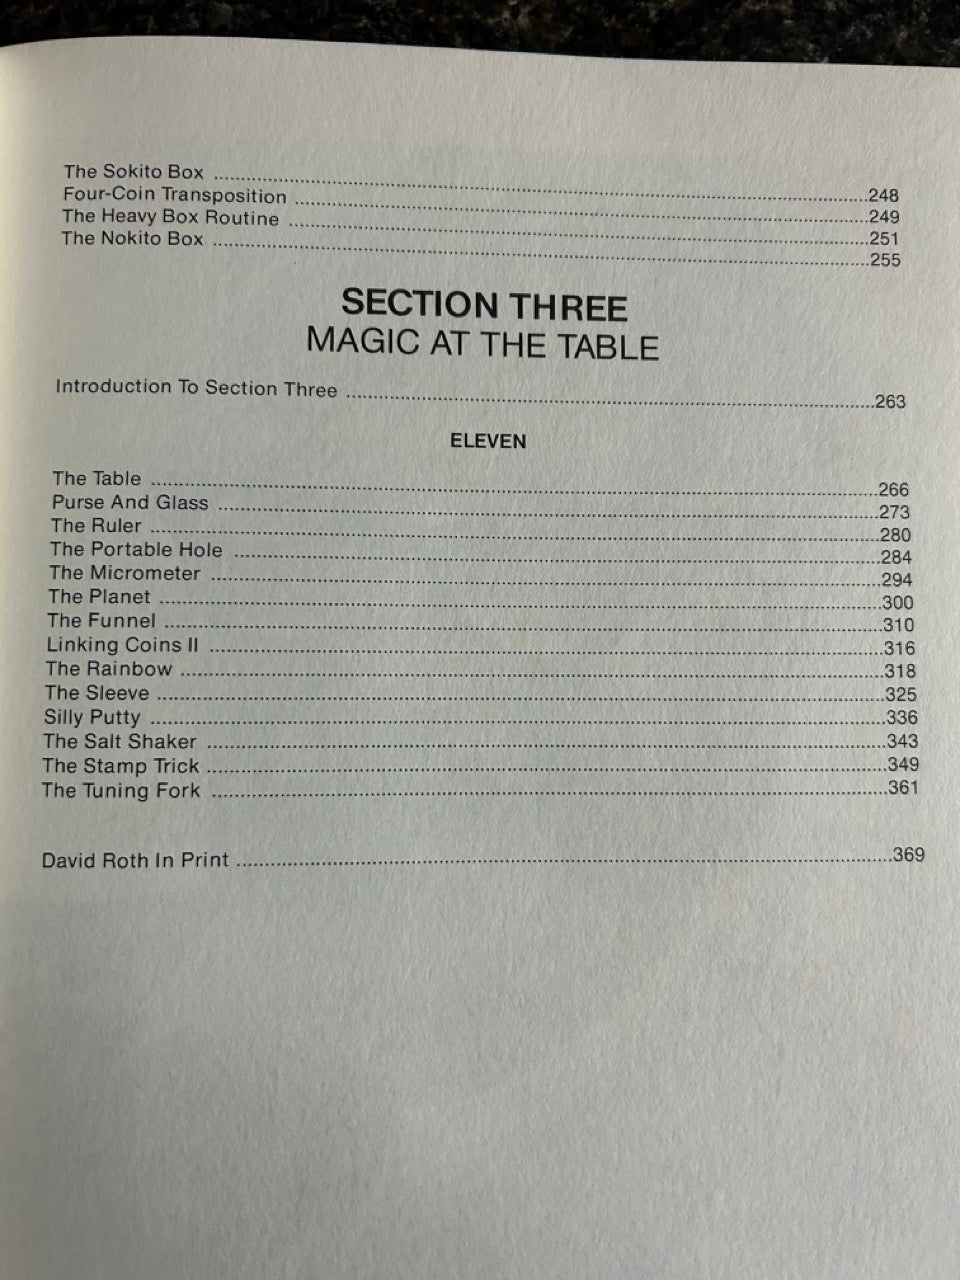 The Sokito Box ........................................248
Four-Coin Transposition ........................................249
The Heavy Box Routine ........................................251
The Nokito Box ........................................255
SECTION THREE
MAGIC AT THE TABLE
Introduction To Section Three ........................................263
ELEVEN
The Table ........................................266
Purse And Glass ........................................273
The Ruler ........................................280
The Portable Hole ........................................284
The Micrometer ........................................294
The Planet ........................................300
The Funnel ........................................310
Linking Coins II ........................................316
The Rainbow ........................................318
The Sleeve ........................................325
Silly Putty ........................................336
The Salt Shaker ........................................343
The Stamp Trick ........................................349
The Tuning Fork ........................................361
David Roth In Print ........................................369